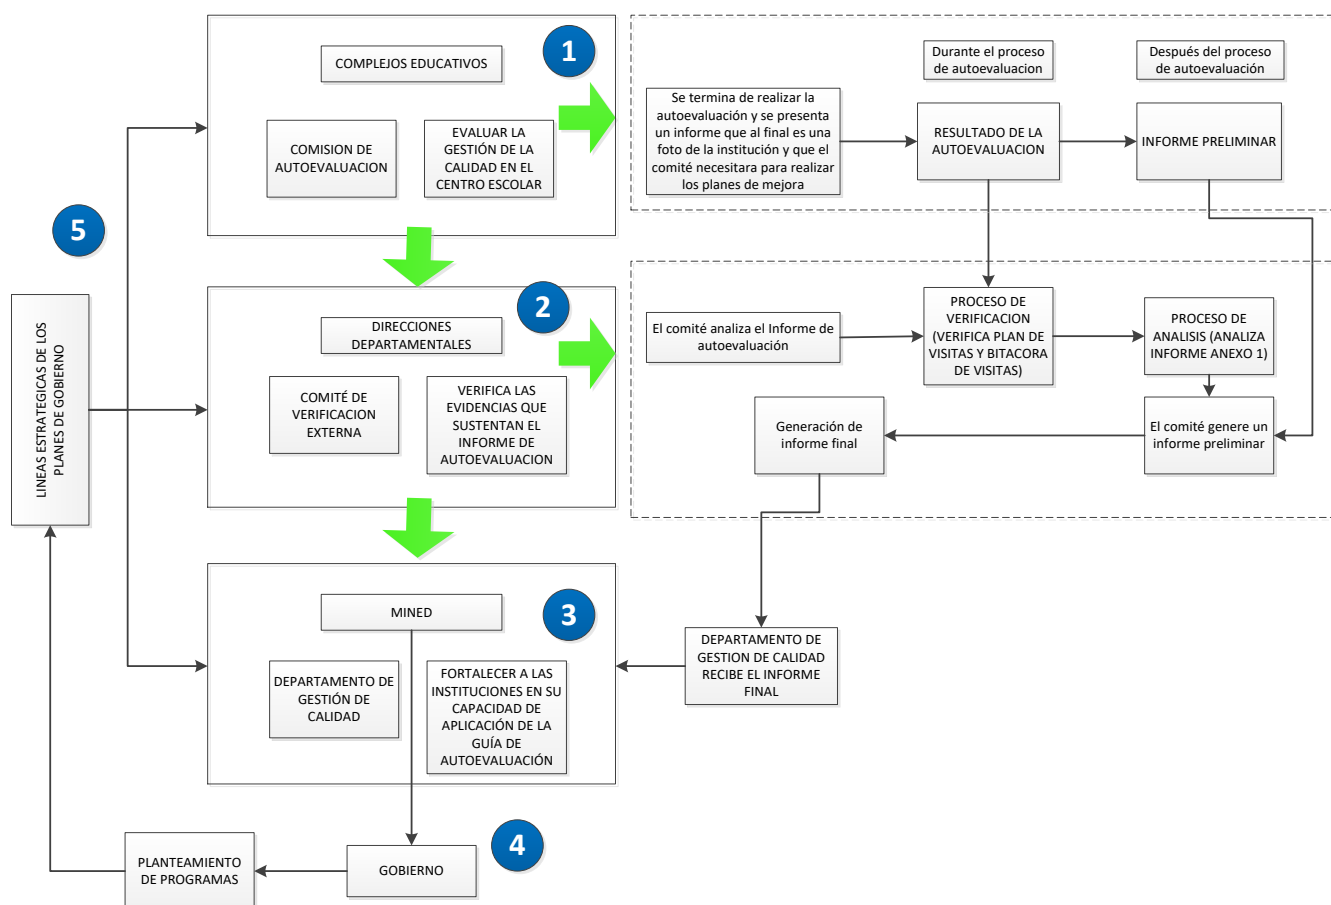 1
COMPLEJOS EDUCATIVOS
COMISION DE
AUTOEVALUACION
EVALUAR LA
GESTIÓN DE LA
CALIDAD EN EL
CENTRO ESCOLAR
Durante el proceso
de autoevaluacion
Después del proceso
de autoevaluación
Se termina de realizar la
autoevaluación y se presenta
un informe que al final es una
foto de la institución y que el
comité necesitara para realizar
los planes de mejora
RESULTADO DE LA
AUTOEVALUACION
INFORME PRELIMINAR
5
LINEAS ESTRATEGICAS DE LOS
PLANES DE GOBIERNO
2
DIRECCIONES
DEPARTAMENTALES
COMITÉ DE
VERIFICACION
EXTERNA
VERIFICA LAS
EVIDENCIAS QUE
SUSTENTAN EL
INFORME DE
AUTOEVALUACION
El comité analiza el Informe de
autoevaluación
PROCESO DE
VERIFICACION
(VERIFICA PLAN DE
VISITAS Y BITACORA
DE VISITAS)
PROCESO DE
ANALISIS (ANALIZA
INFORME ANEXO 1)
Generación de
informe final
El comité genere un
informe preliminar
3
MINED
DEPARTAMENTO DE
GESTIÓN DE
CALIDAD
FORTALECER A LAS
INSTITUCIONES EN SU
CAPACIDAD DE
APLICACIÓN DE LA
GUÍA DE
AUTOEVALUACIÓN
DEPARTAMENTO DE
GESTION DE CALIDAD
RECIBE EL INFORME
FINAL
4
PLANTEAMIENTO
DE PROGRAMAS
GOBIERNO